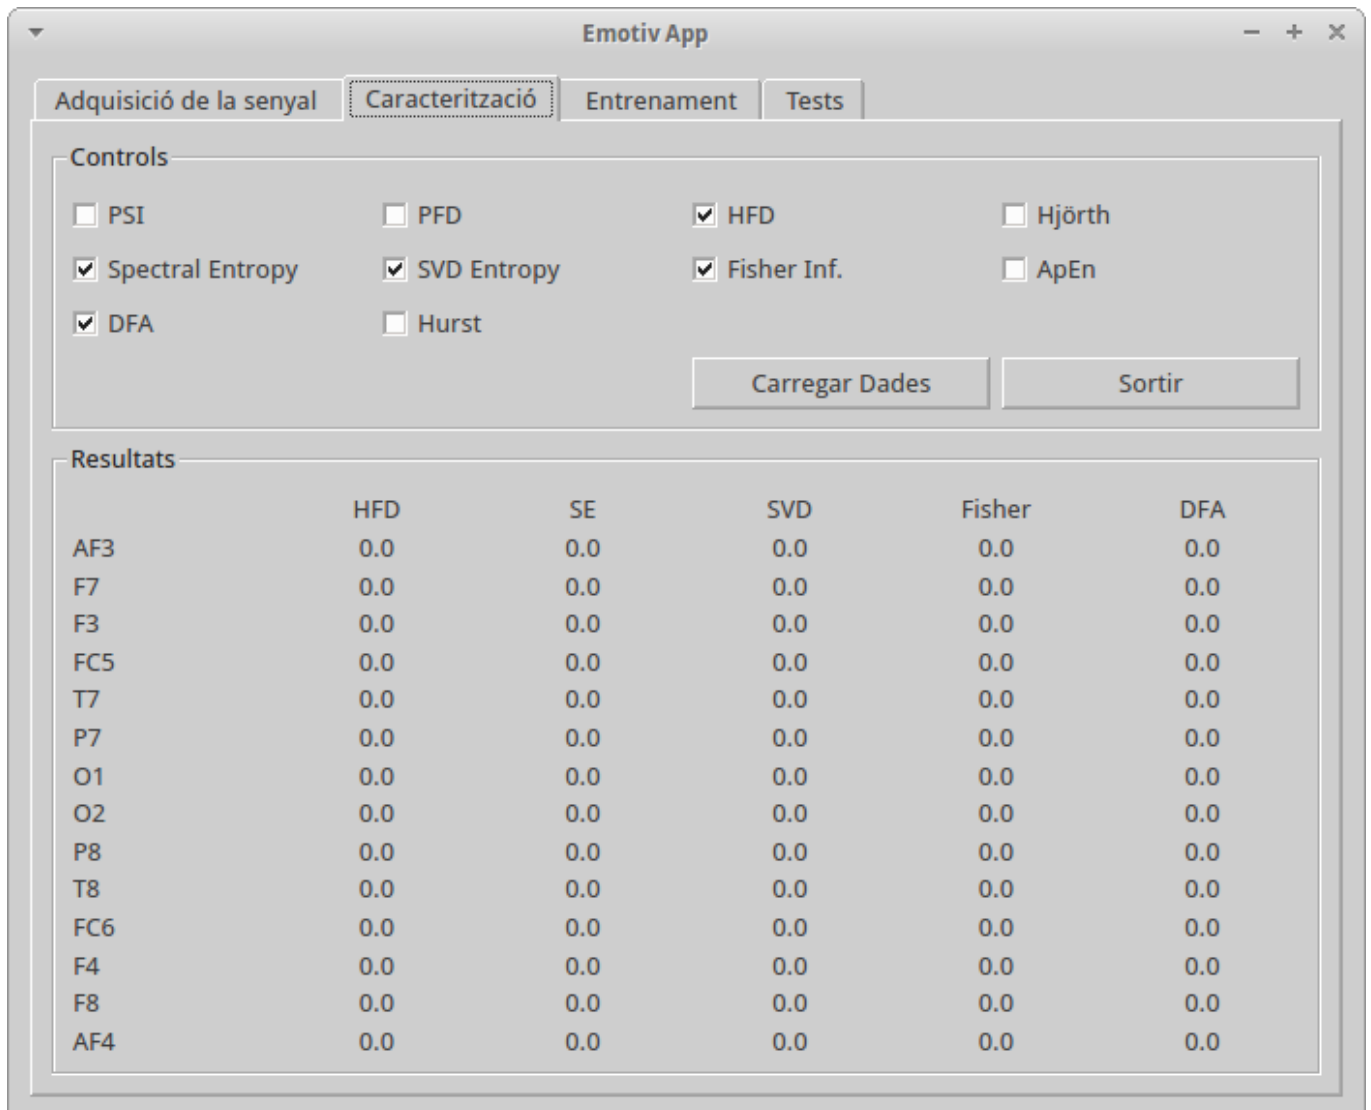 Emotiv App
Adquisició de la senyal Caracterització Entrenament Tests
Controls
PSI PFD HFD Hjörth
Spectral Entropy SVD Entropy Fisher Inf. ApEn
DFA Hurst
Carregar Dades Sortir
Resultats
HFD SE SVD Fisher DFA
AF3 0.0 0.0 0.0 0.0 0.0
F7 0.0 0.0 0.0 0.0 0.0
F3 0.0 0.0 0.0 0.0 0.0
FC5 0.0 0.0 0.0 0.0 0.0
T7 0.0 0.0 0.0 0.0 0.0
P7 0.0 0.0 0.0 0.0 0.0
O1 0.0 0.0 0.0 0.0 0.0
O2 0.0 0.0 0.0 0.0 0.0
P8 0.0 0.0 0.0 0.0 0.0
T8 0.0 0.0 0.0 0.0 0.0
FC6 0.0 0.0 0.0 0.0 0.0
F4 0.0 0.0 0.0 0.0 0.0
F8 0.0 0.0 0.0 0.0 0.0
AF4 0.0 0.0 0.0 0.0 0.0